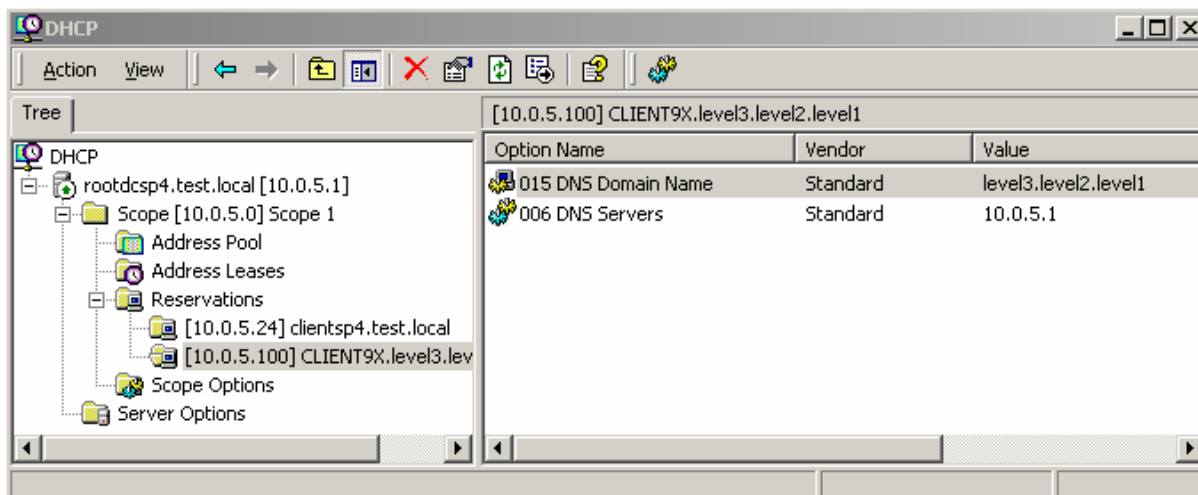 DHCP
Action View
Tree
[10.0.5.100] CLIENT9X.level3.level2.level1
DHCP
rootdcsp4.test.local [10.0.5.1]
Scope [10.0.5.0] Scope 1
Address Pool
Address Leases
Reservations
[10.0.5.24] clientsp4.test.local
[10.0.5.100] CLIENT9X.level3.lev
Scope Options
Server Options
Option Name Vendor Value
015 DNS Domain Name Standard level3.level2.level1
006 DNS Servers Standard 10.0.5.1